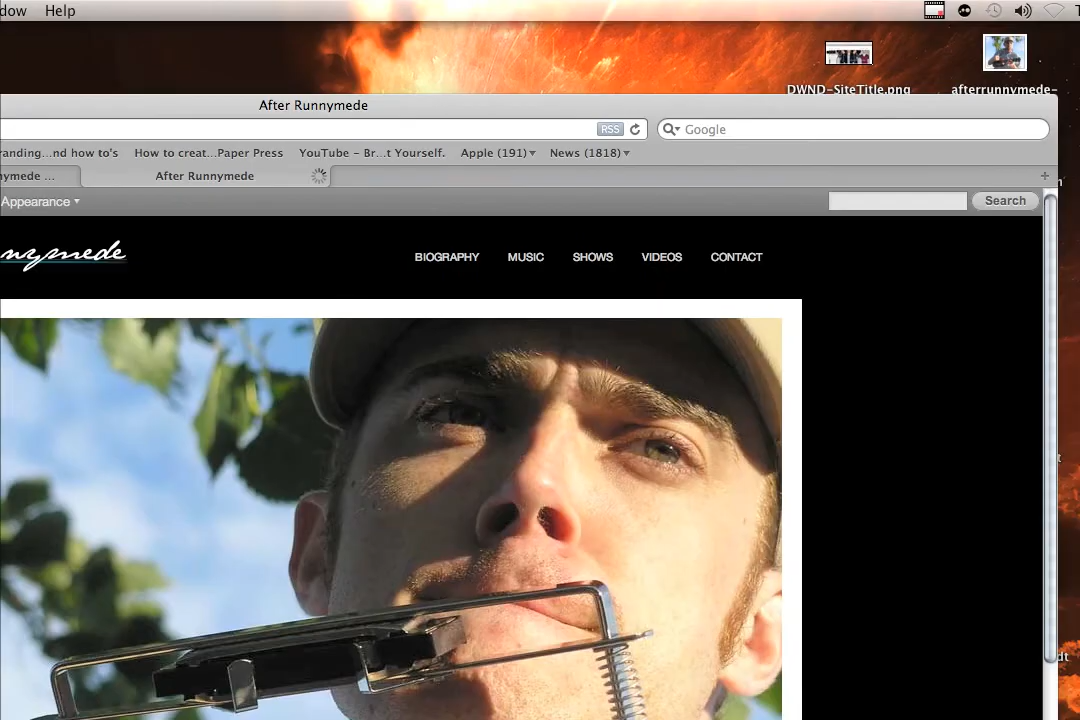 dow Help
DWND-SiteTitle.png afterrunnymede-
After Runnymede
RSS Google
randing...nd how to's How to creat...Paper Press YouTube - Br...t Yourself. Apple (191)▾ News (1818)▾
nymede ... After Runnymede +
Appearance ▾ Search
nymede BIOGRAPHY MUSIC SHOWS VIDEOS CONTACT